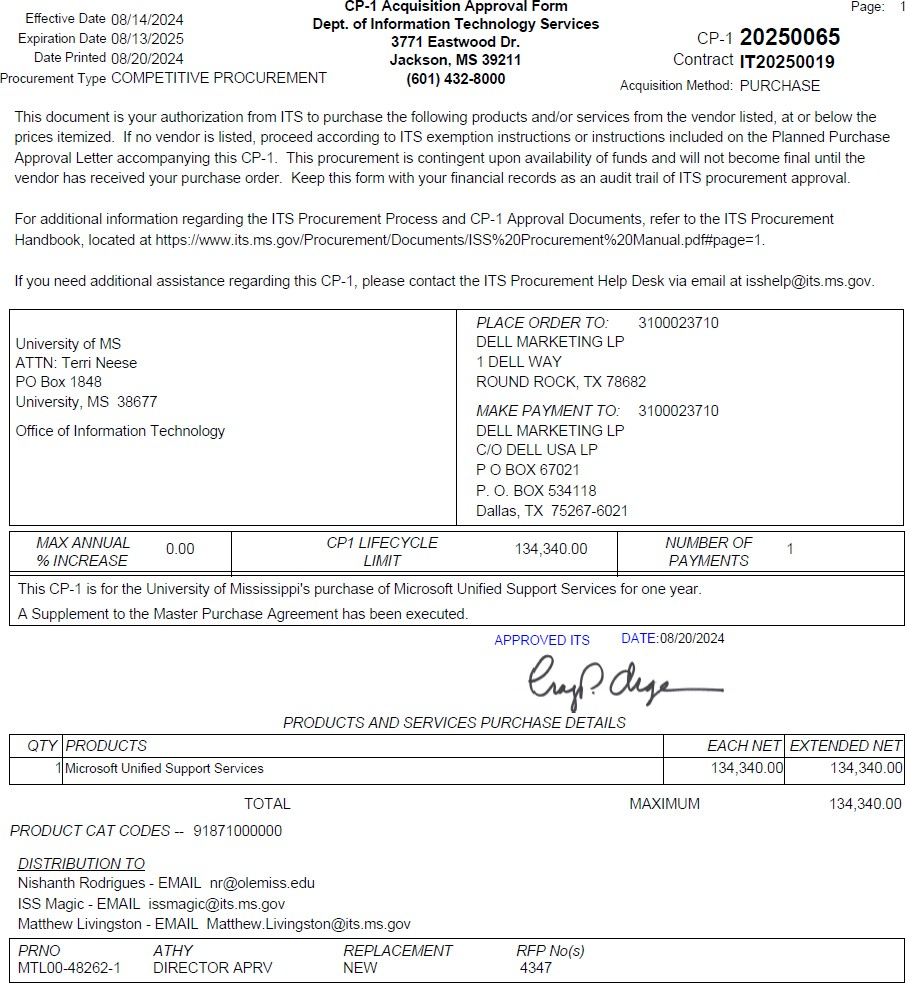 CP-1 Acquisition Approval Form
Page: 1
Effective Date 08/14/2024
Dept. of Information Technology Services
Expiration Date 08/13/2025
3771 Eastwood Dr.
CP-1 20250065
Date Printed 08/20/2024
Jackson, MS 39211
Contract IT20250019
Procurement Type COMPETITIVE PROCUREMENT
(601) 432-8000
Acquisition Method: PURCHASE
This document is your authorization from ITS to purchase the following products and/or services from the vendor listed, at or below the
prices itemized. If no vendor is listed, proceed according to ITS exemption instructions or instructions included on the Planned Purchase
Approval Letter accompanying this CP-1. This procurement is contingent upon availability of funds and will not become final until the
vendor has received your purchase order. Keep this form with your financial records as an audit trail of ITS procurement approval.
For additional information regarding the ITS Procurement Process and CP-1 Approval Documents, refer to the ITS Procurement
Handbook, located at https://www.its.ms.gov/Procurement/Documents/ISS%20Procurement%20Manual.pdf#page=1.
If you need additional assistance regarding this CP-1, please contact the ITS Procurement Help Desk via email at isshelp@its.ms.gov.
University of MS
ATTN: Terri Neese
PO Box 1848
University, MS 38677
Office of Information Technology
PLACE ORDER TO: 3100023710
DELL MARKETING LP
1 DELL WAY
ROUND ROCK, TX 78682
MAKE PAYMENT TO: 3100023710
DELL MARKETING LP
C/O DELL USA LP
P O BOX 67021
P. O. BOX 534118
Dallas, TX 75267-6021
MAX ANNUAL
% INCREASE
0.00
CP1 LIFECYCLE
LIMIT
134,340.00
NUMBER OF
PAYMENTS
1
This CP-1 is for the University of Mississippi's purchase of Microsoft Unified Support Services for one year.
A Supplement to the Master Purchase Agreement has been executed.
APPROVED ITS DATE:08/20/2024
PRODUCTS AND SERVICES PURCHASE DETAILS
QTY PRODUCTS EACH NET EXTENDED NET
1 Microsoft Unified Support Services 134,340.00 134,340.00
TOTAL MAXIMUM 134,340.00
PRODUCT CAT CODES -- 91871000000
DISTRIBUTION TO
Nishanth Rodrigues - EMAIL nr@olemiss.edu
ISS Magic - EMAIL issmagic@its.ms.gov
Matthew Livingston - EMAIL Matthew.Livingston@its.ms.gov
PRNO ATHY REPLACEMENT RFP No(s)
MTL00-48262-1 DIRECTOR APRV NEW 4347